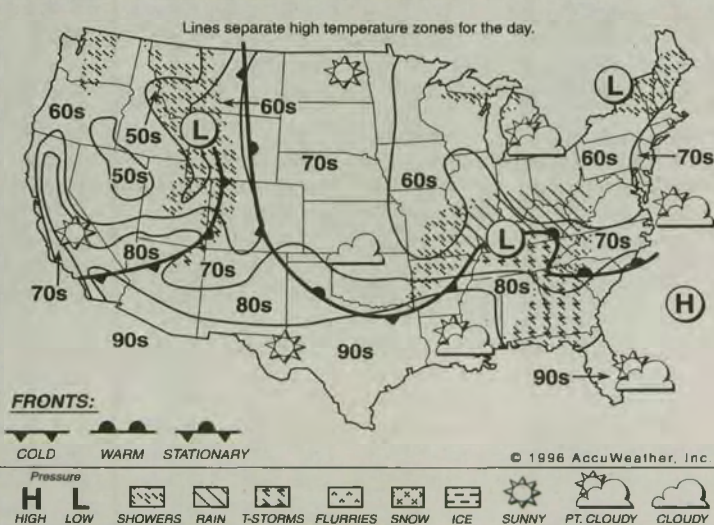 Lines separate high temperature zones for the day.
L
60s
60s
50s
L
50s
70s
60s
60s
70s
L
70s
80s
70s
80s
80s
70s
90s
90s
90s
H
FRONTS:
COLD WARM STATIONARY
© 1996 AccuWeather, Inc.
Pressure
H L
HIGH LOW SHOWERS RAIN T-STORMS FLURRIES SNOW ICE SUNNY PT. CLOUDY CLOUDY